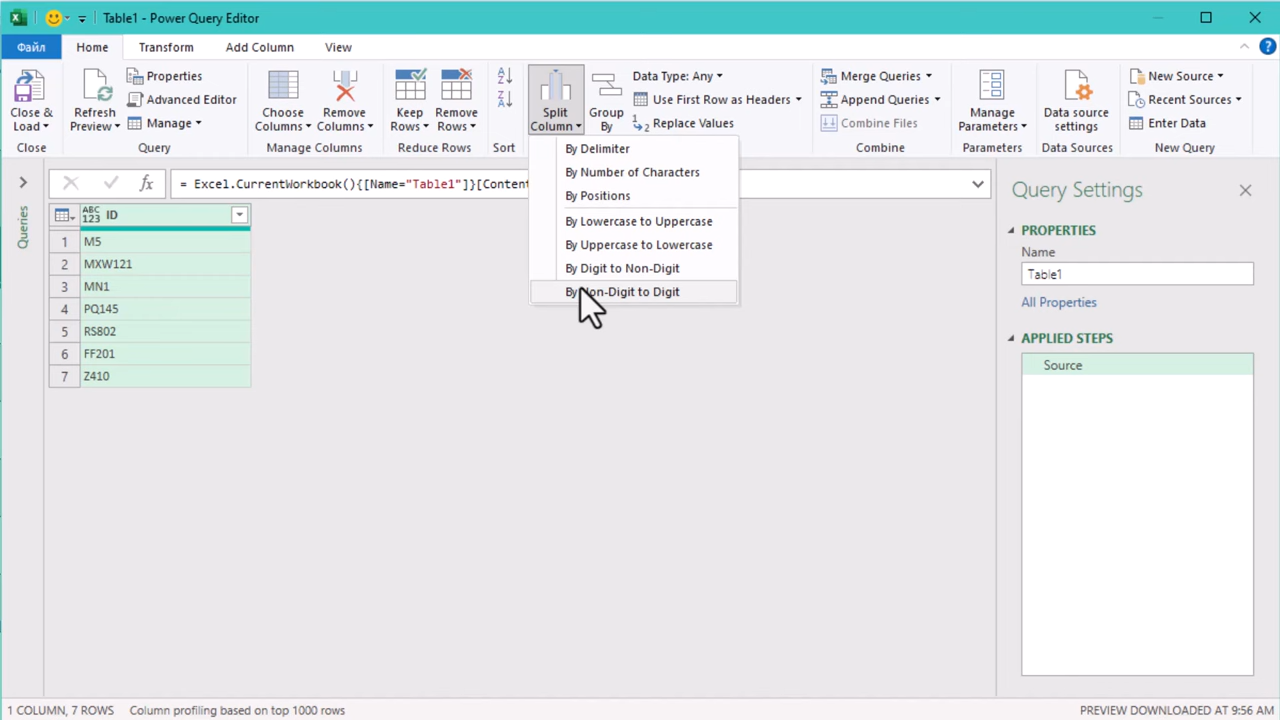 Table1 - Power Query Editor
Файл
Home
Transform
Add Column
View
?
Close &
Load
Close
Refresh
Preview
Properties
Advanced Editor
Manage
Query
Choose
Columns
Remove
Columns
Manage Columns
Keep
Rows
Remove
Rows
Reduce Rows
Sort
Split
Column
Group
By
Data Type: Any
Use First Row as Headers
Replace Values
Merge Queries
Append Queries
Combine Files
Combine
Manage
Parameters
Parameters
Data source
settings
Data Sources
New Source
Recent Sources
Enter Data
New Query
By Delimiter
By Number of Characters
By Positions
By Lowercase to Uppercase
By Uppercase to Lowercase
By Digit to Non-Digit
By Non-Digit to Digit
Queries
fx
= Excel.CurrentWorkbook(){[Name="Table1"]}[Content
ABC
123
ID
1 M5
2 MXW121
3 MN1
4 PQ145
5 RS802
6 FF201
7 Z410
Query Settings
PROPERTIES
Name
Table1
All Properties
APPLIED STEPS
Source
1 COLUMN, 7 ROWS
Column profiling based on top 1000 rows
PREVIEW DOWNLOADED AT 9:56 AM